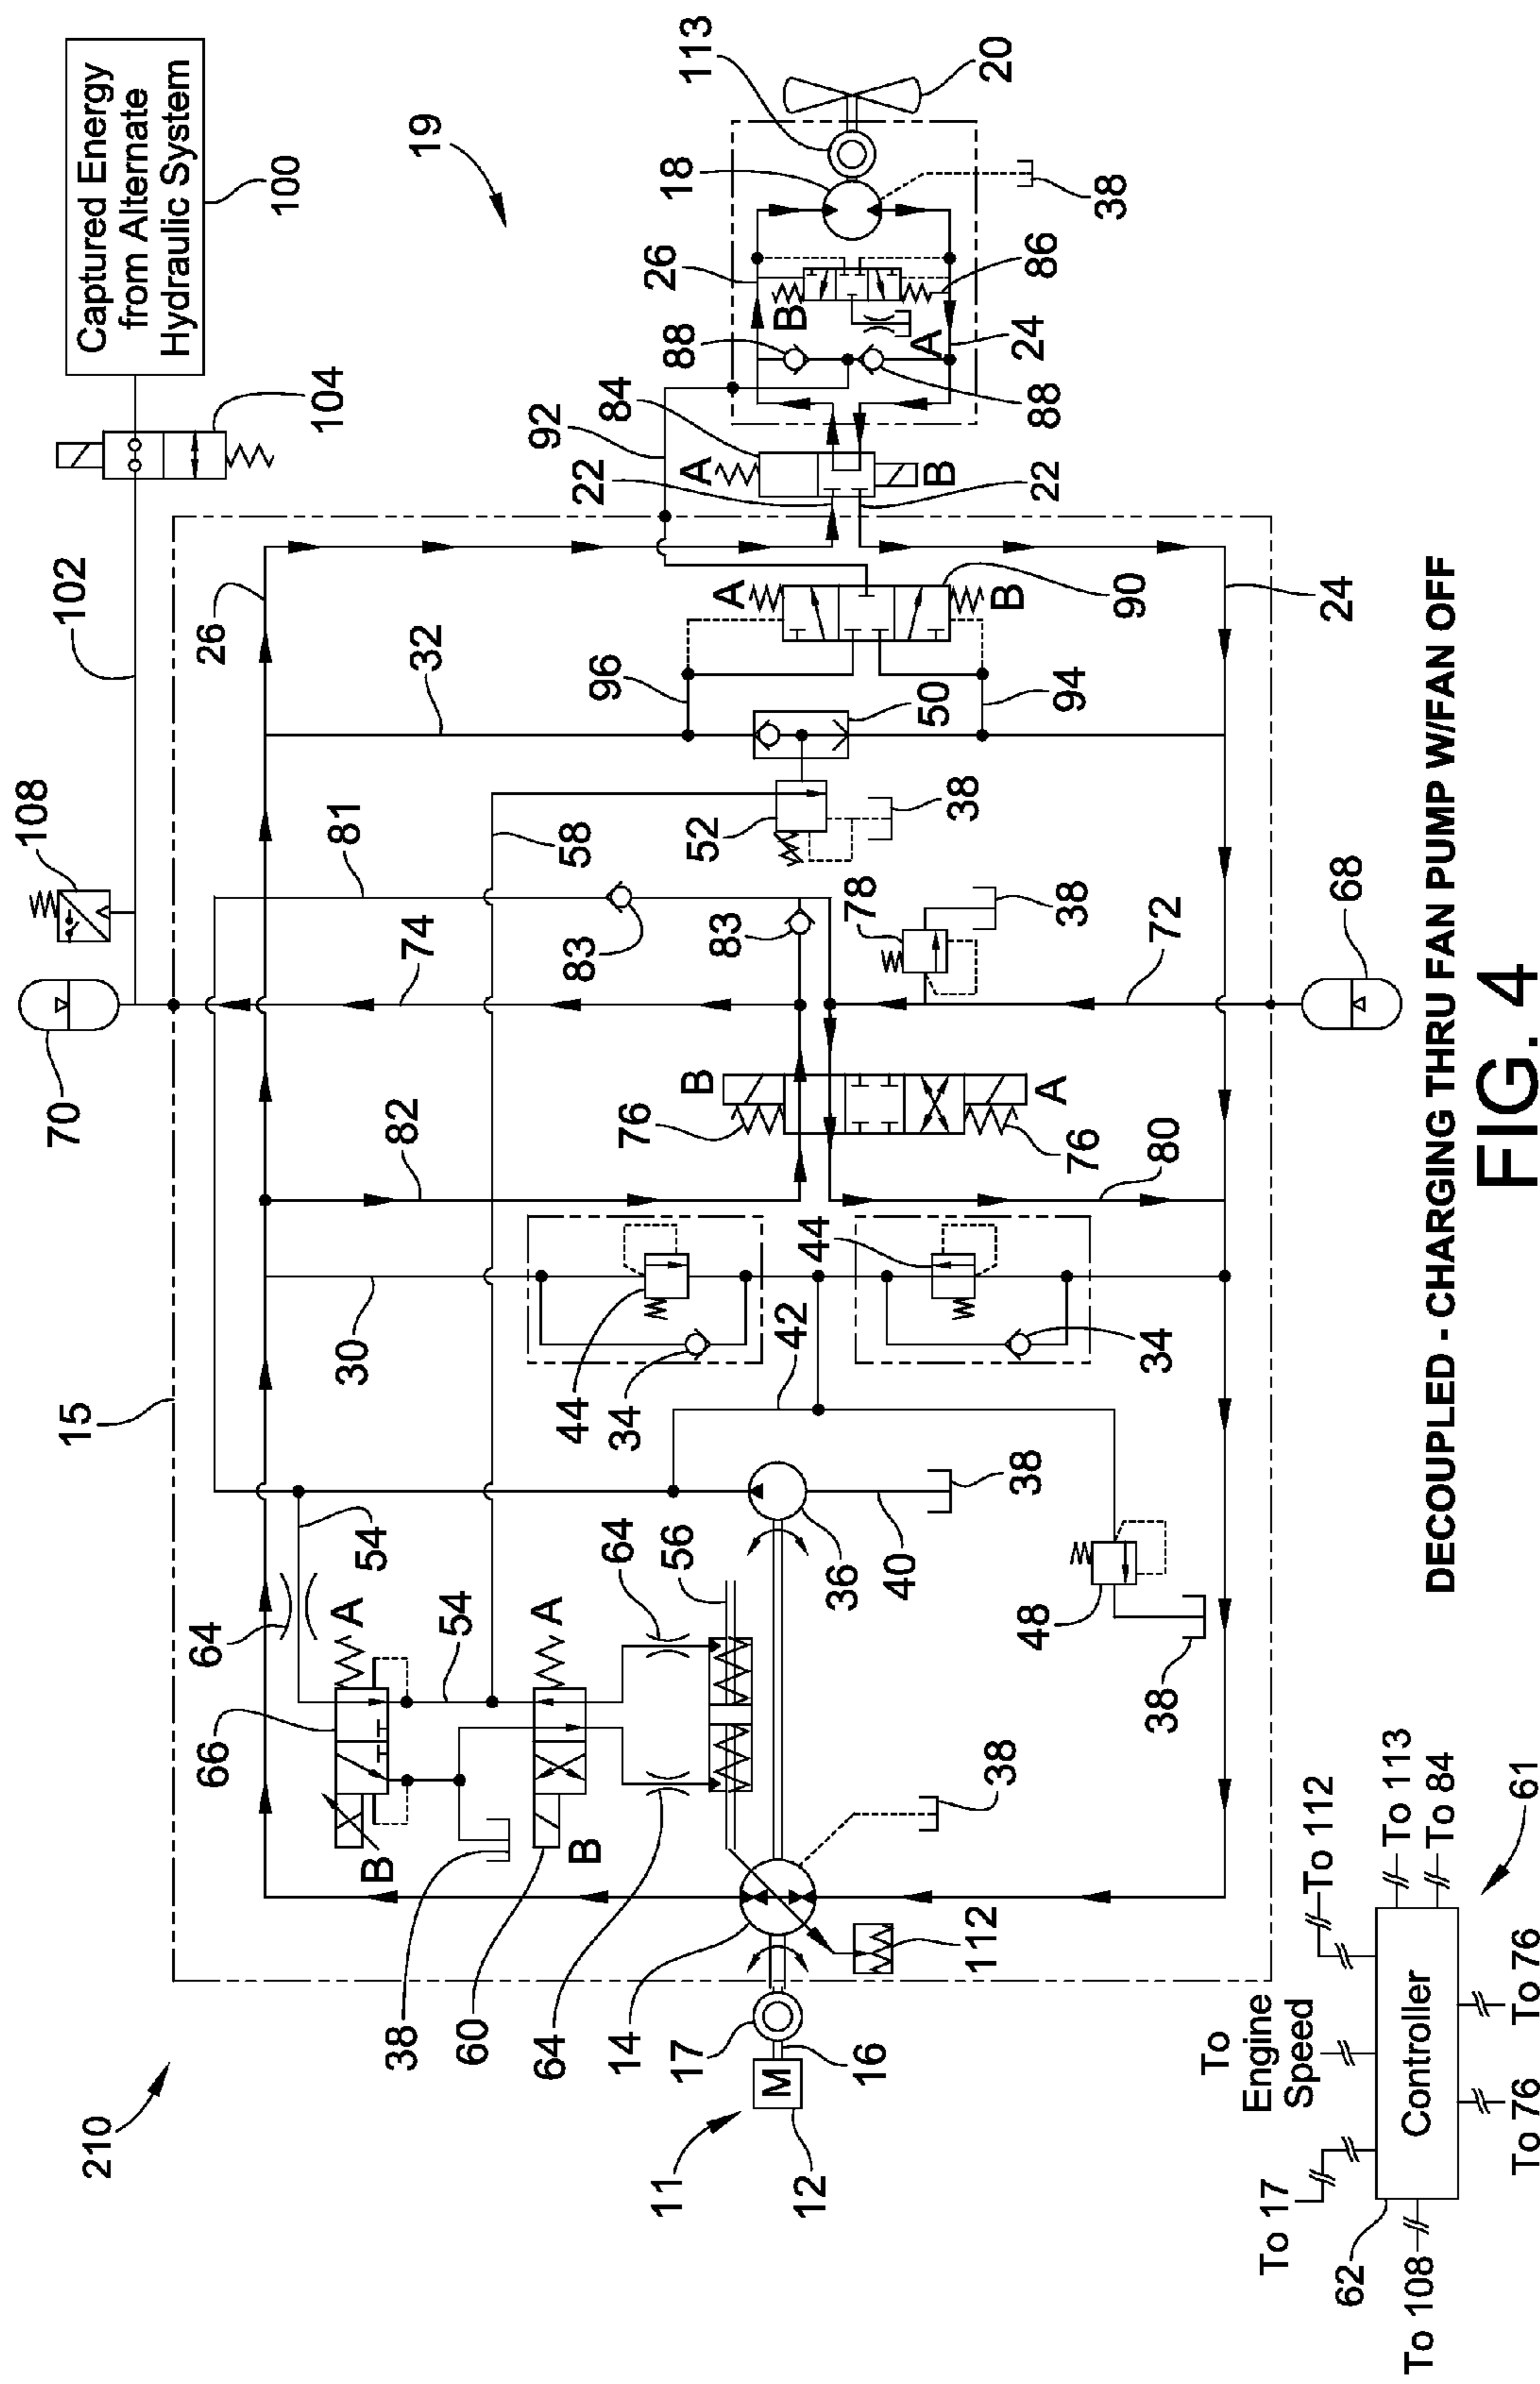 210
15
70
108
102
Captured Energy
from Alternate
Hydraulic System
100
104
19
26
32
81
74
82
30
58
54
64
A
66
B
54
A
60
B
38
64
64
56
14
17
11
12
M
16
112
38
36
40
38
42
44
34
44
34
48
38
76
B
76
A
80
83
83
78
38
72
68
52
38
50
96
94
A
B
90
24
92
22
84
A
B
22
88
88
26
B
A
86
24
18
113
20
38
To 17
To
Engine
Speed
To 112
To 113
To 84
61
Controller
62
To 108
To 76
To 76
DECOUPLED - CHARGING THRU FAN PUMP W/FAN OFF
FIG. 4